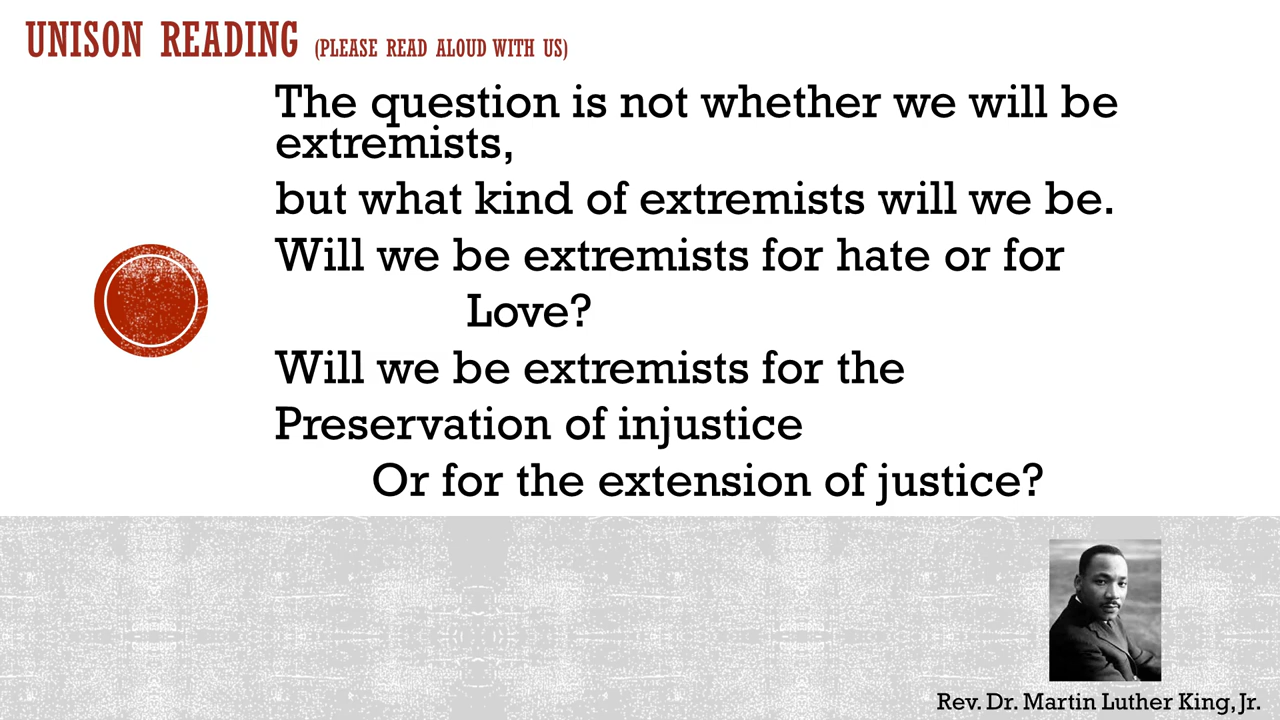 UNISON READING (PLEASE READ ALOUD WITH US)
The question is not whether we will be
extremists,
but what kind of extremists will we be.
Will we be extremists for hate or for
Love?
Will we be extremists for the
Preservation of injustice
Or for the extension of justice?
Rev. Dr. Martin Luther King, Jr.